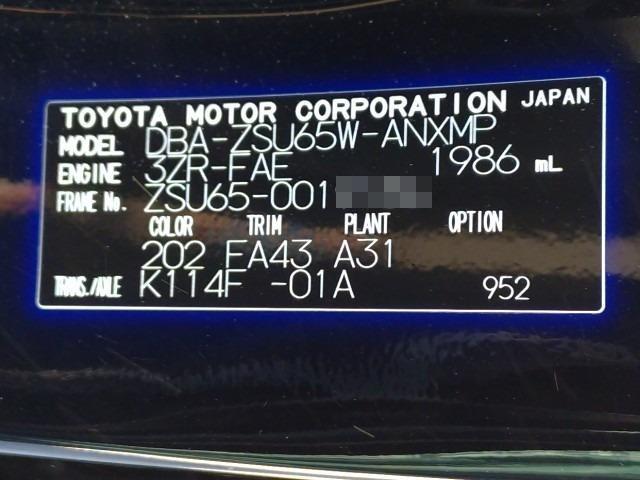 TOYOTA MOTOR CORPORATION JAPAN
MODEL DBA-ZSU65W-ANXMP
ENGINE 3ZR-FAE 1986 mL
FRAME No. ZSU65-001
COLOR TRIM PLANT OPTION
202 FA43 A31
TRANS./AXLE K114F -01A 952